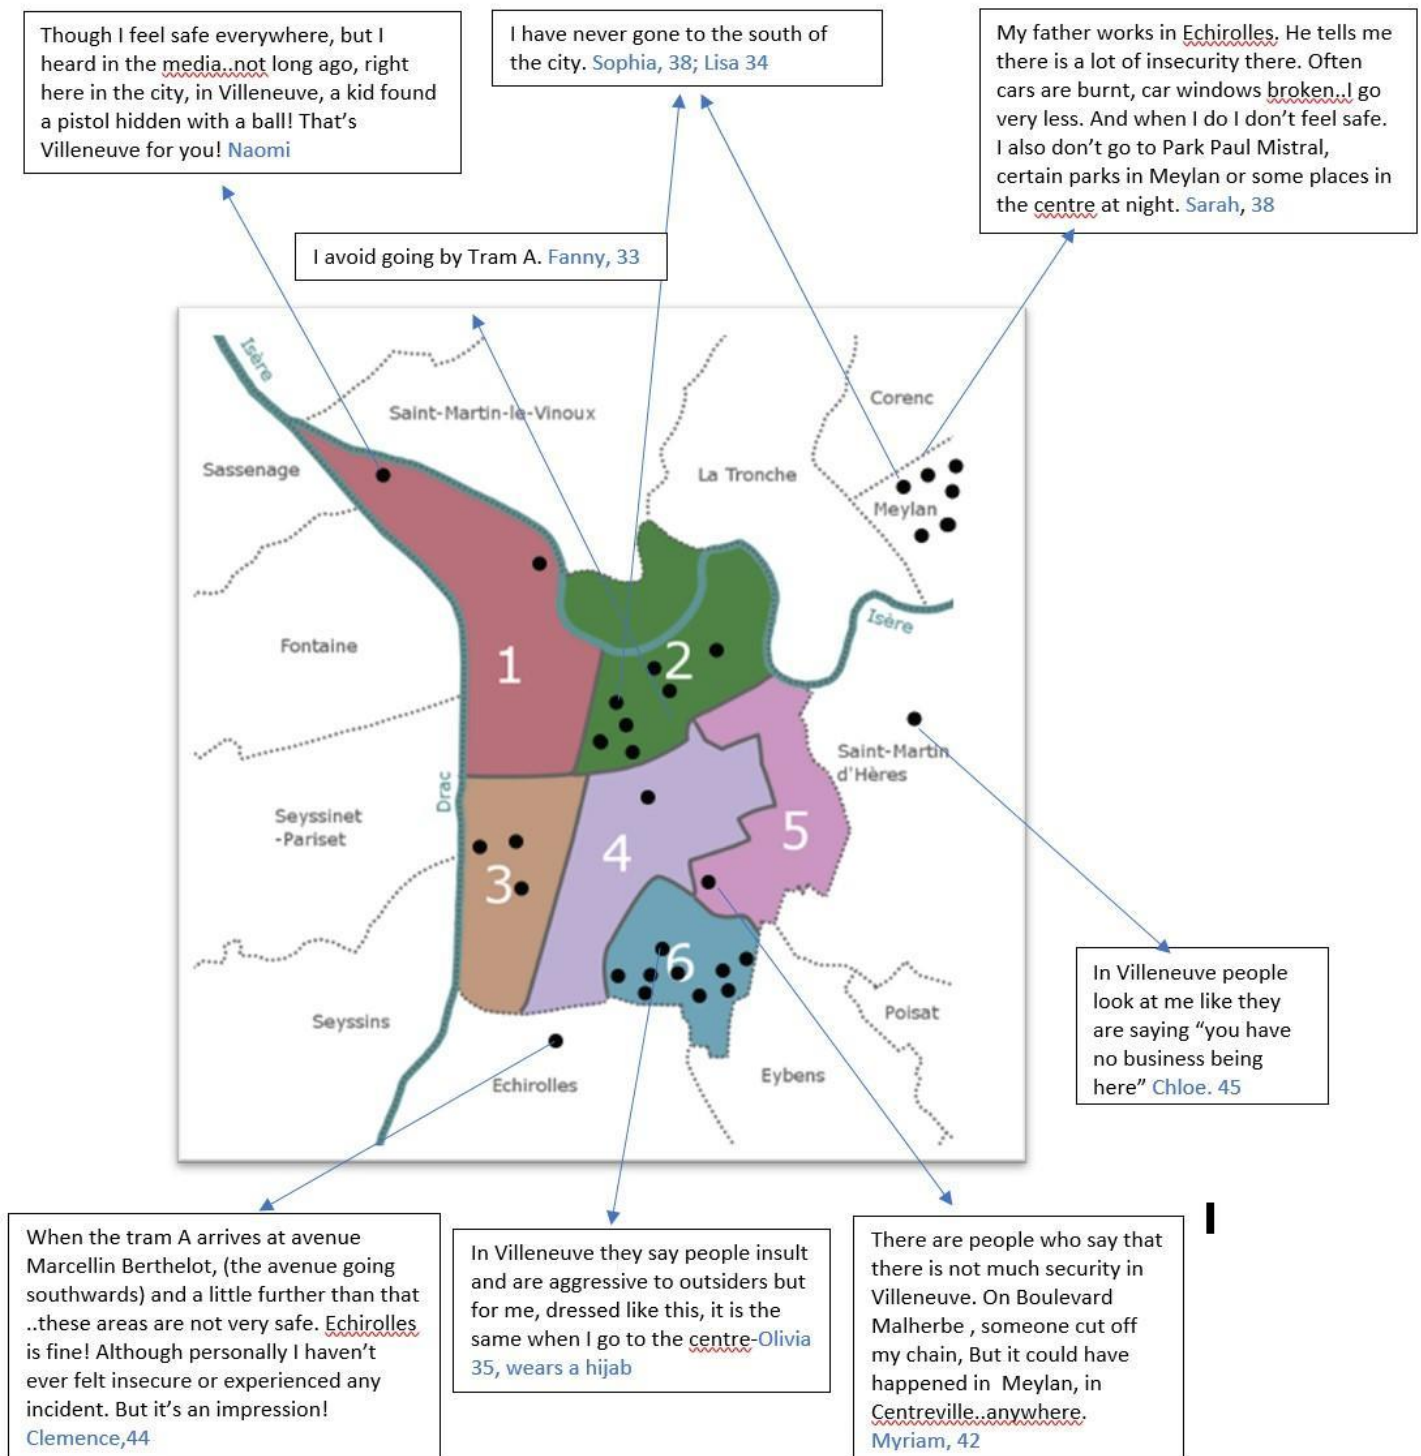 Though I feel safe everywhere, but I
heard in the media..not long ago, right
here in the city, in Villeneuve, a kid found
a pistol hidden with a ball! That's
Villeneuve for you! Naomi
I have never gone to the south of
the city. Sophia, 38; Lisa 34
My father works in Echirolles. He tells me
there is a lot of insecurity there. Often
cars are burnt, car windows broken..I go
very less. And when I do I don't feel safe.
I also don't go to Park Paul Mistral,
certain parks in Meylan or some places in
the centre at night. Sarah, 38
I avoid going by Tram A. Fanny, 33
Isère
Saint-Martin-le-Vinoux
Corenc
Sassenage
La Tronche
Meylan
Isère
Fontaine
1
2
Saint-Martin
d'Hères
Drac
Seyssinet
-Pariset
3
4
5
6
Seyssins
Poisat
Echirolles
Eybens
In Villeneuve people
look at me like they
are saying “you have
no business being
here” Chloe. 45
When the tram A arrives at avenue
Marcellin Berthelot, (the avenue going
southwards) and a little further than that
..these areas are not very safe. Echirolles
is fine! Although personally I haven't
ever felt insecure or experienced any
incident. But it's an impression!
Clemence,44
In Villeneuve they say people insult
and are aggressive to outsiders but
for me, dressed like this, it is the
same when I go to the centre-Olivia
35, wears a hijab
There are people who say that
there is not much security in
Villeneuve. On Boulevard
Malherbe , someone cut off
my chain, But it could have
happened in  Meylan, in
Centreville..anywhere.
Myriam, 42